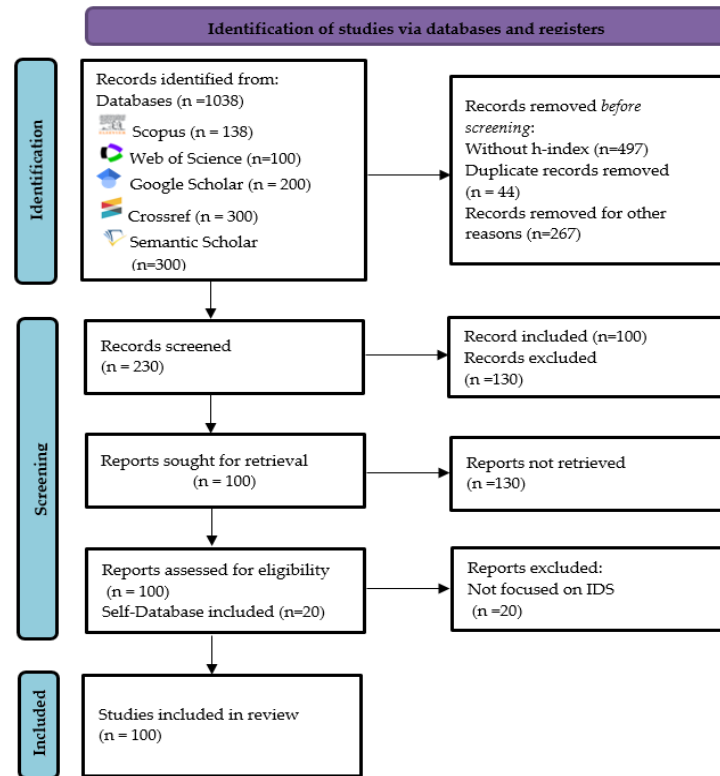 Identification of studies via databases and registers
Identification
Records identified from:
Databases (n =1038)
Scopus (n = 138)
Web of Science (n=100)
Google Scholar (n = 200)
Crossref (n = 300)
Semantic Scholar
(n=300)
Records removed before
screening:
Without h-index (n=497)
Duplicate records removed
(n = 44)
Records removed for other
reasons (n=267)
Screening
Records screened
(n = 230)
Record included (n=100)
Records excluded
(n =130)
Reports sought for retrieval
(n = 100)
Reports not retrieved
(n =130)
Reports assessed for eligibility
(n = 100)
Self-Database included (n=20)
Reports excluded:
Not focused on IDS
(n =20)
Included
Studies included in review
(n = 100)